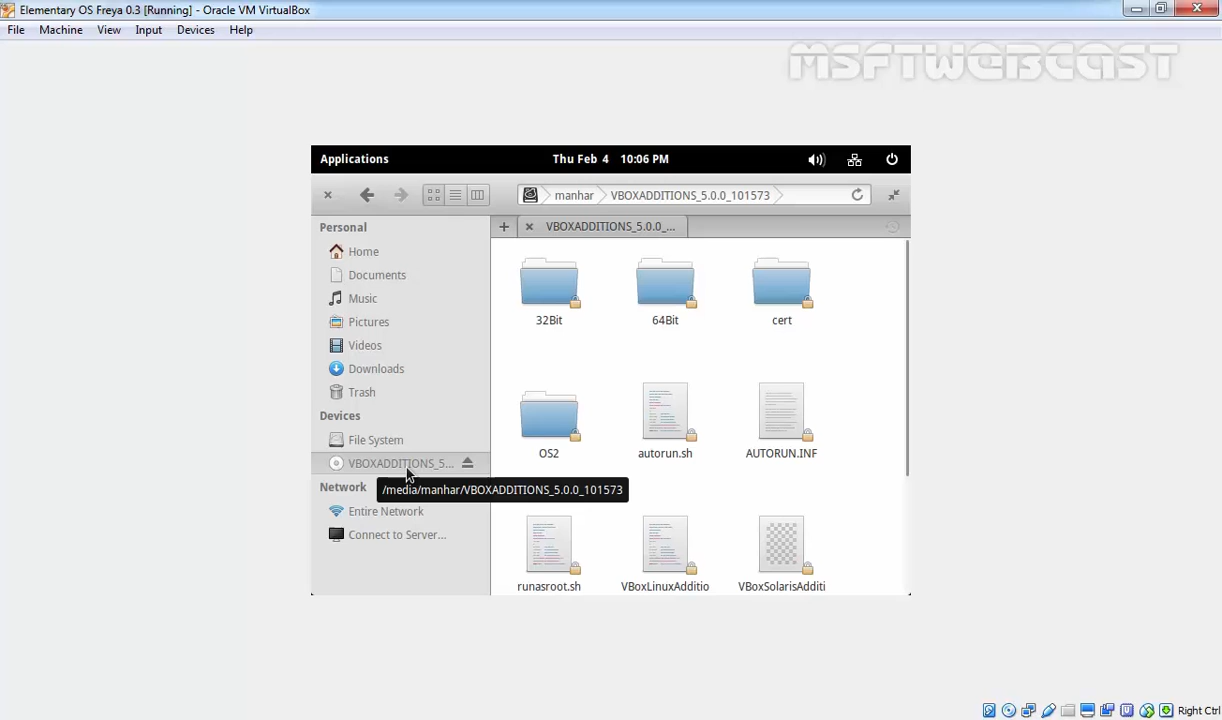 Elementary OS Freya 0.3 [Running] - Oracle VM VirtualBox
File Machine View Input Devices Help
MSFTWEBCAST
Applications Thu Feb 4 10:06 PM
manhar VBOXADDITIONS_5.0.0_101573
Personal
VBOXADDITIONS_5.0.0_...
Home
Documents
Music
Pictures
Videos
Downloads
Trash
Devices
File System
VBOXADDITIONS_5...
Network
/media/manhar/VBOXADDITIONS_5.0.0_101573
Entire Network
Connect to Server...
32Bit 64Bit cert
OS2 autorun.sh AUTORUN.INF
runasroot.sh VBoxLinuxAdditio VBoxSolarisAdditi
Right Ctrl